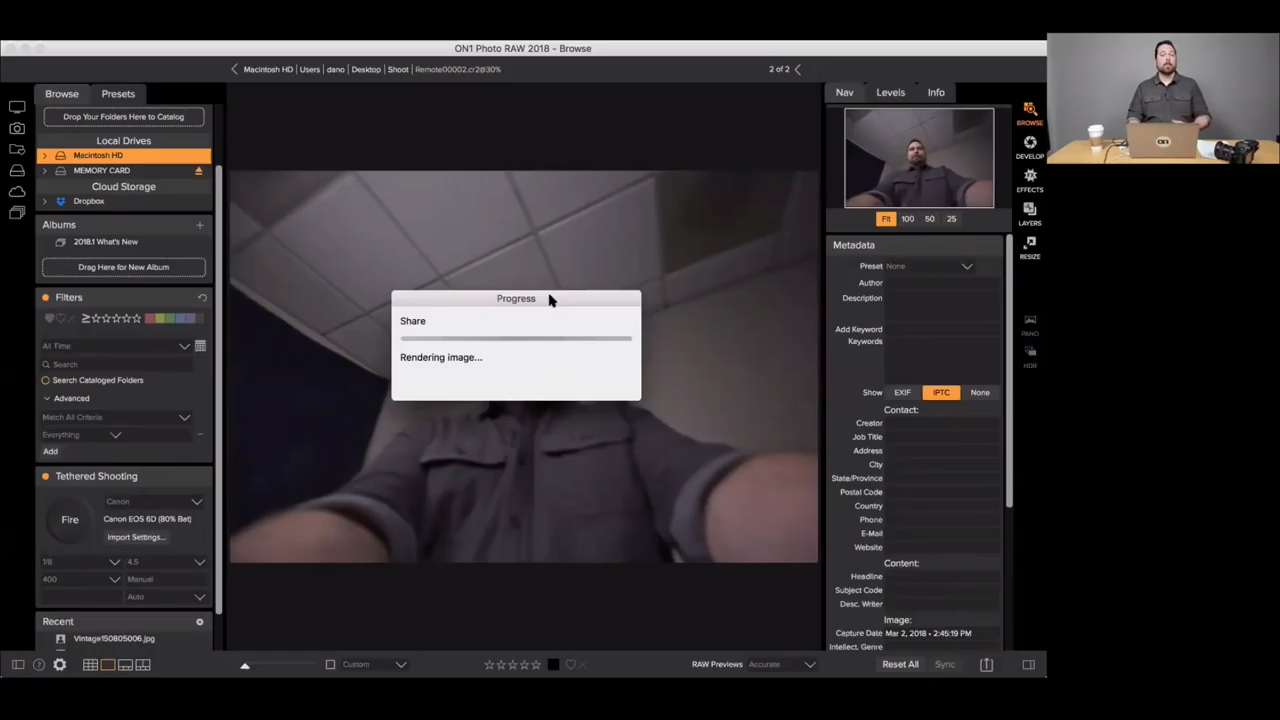 ON1 Photo RAW 2018 - Browse
Macintosh HD Users dano Desktop Shoot Remote00002.cr2@30%
2 of 2
Browse Presets
Drop Your Folders Here to Catalog
Local Drives
Macintosh HD
MEMORY CARD
Cloud Storage
Dropbox
Albums
2018.1 What's New
Drag Here for New Album
Filters
All Time
Search
Search Cataloged Folders
Advanced
Match All Criteria
Everything
Add
Tethered Shooting
Canon
Fire
Canon EOS 6D (80% Bat)
Import Settings...
1/8 4.5
400 Manual
Auto
Recent
Vintage150805006.jpg
Custom
RAW Previews Accurate
Reset All Sync
Progress
Share
Rendering image...
Nav Levels Info
Fit 100 50 25
Metadata
Preset None
Author
Description
Add Keyword
Keywords
Show EXIF IPTC None
Contact:
Creator
Job Title
Address
City
State/Province
Postal Code
Country
Phone
E-Mail
Website
Content:
Headline
Subject Code
Desc. Writer
Image:
Capture Date Mar 2, 2018 - 2:45:19 PM
Intellect. Genre
BROWSE
DEVELOP
EFFECTS
LAYERS
RESIZE
PANO
HDR
ON1